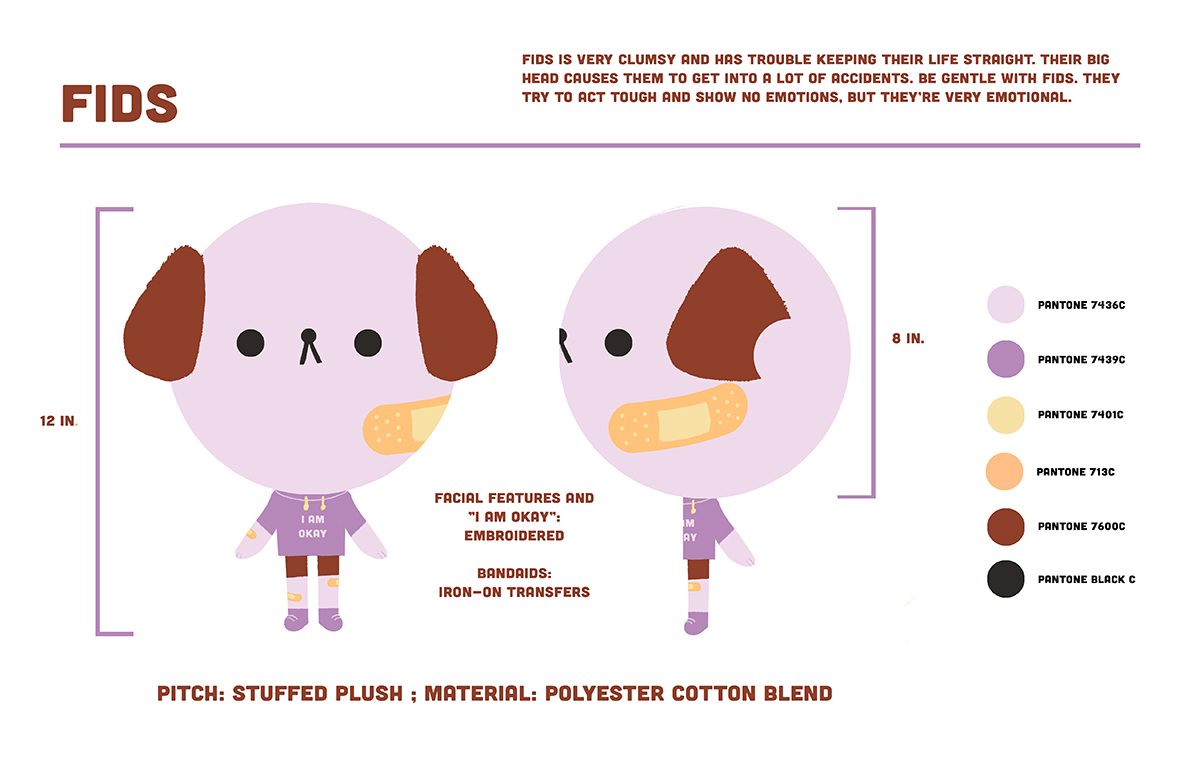 FIDS
FIDS IS VERY CLUMSY AND HAS TROUBLE KEEPING THEIR LIFE STRAIGHT. THEIR BIG
HEAD CAUSES THEM TO GET INTO A LOT OF ACCIDENTS. BE GENTLE WITH FIDS. THEY
TRY TO ACT TOUGH AND SHOW NO EMOTIONS, BUT THEY'RE VERY EMOTIONAL.
12 IN.
8 IN.
I AM
OKAY
IM
AY
FACIAL FEATURES AND
"I AM OKAY":
EMBROIDERED
BANDAIDS:
IRON-ON TRANSFERS
PANTONE 7436C
PANTONE 7439C
PANTONE 7401C
PANTONE 713C
PANTONE 7600C
PANTONE BLACK C
PITCH: STUFFED PLUSH ; MATERIAL: POLYESTER COTTON BLEND